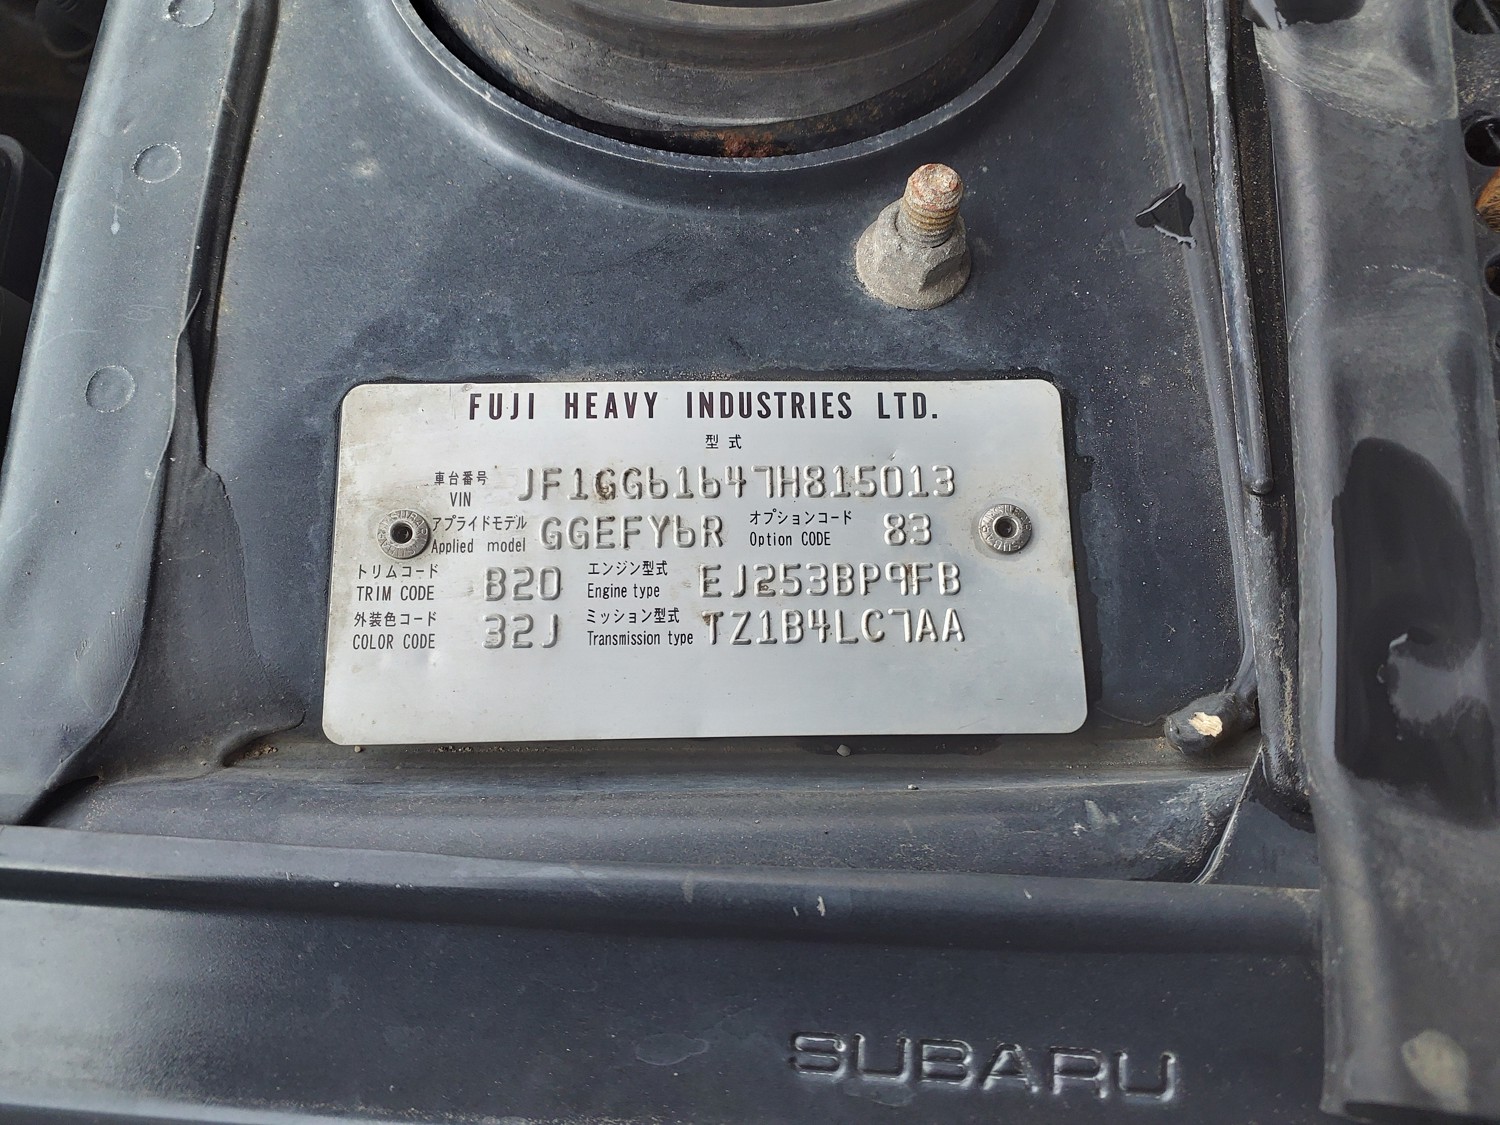 FUJI HEAVY INDUSTRIES LTD.
型式
車台番号 VIN JF1GG61647H815013
アプライドモデル Applied model GGEFY6R オプションコード Option CODE 83
トリムコード TRIM CODE B20 エンジン型式 Engine type EJ253BP9FB
外装色コード COLOR CODE 32J ミッション型式 Transmission type TZ1B4LC7AA
SUBARU